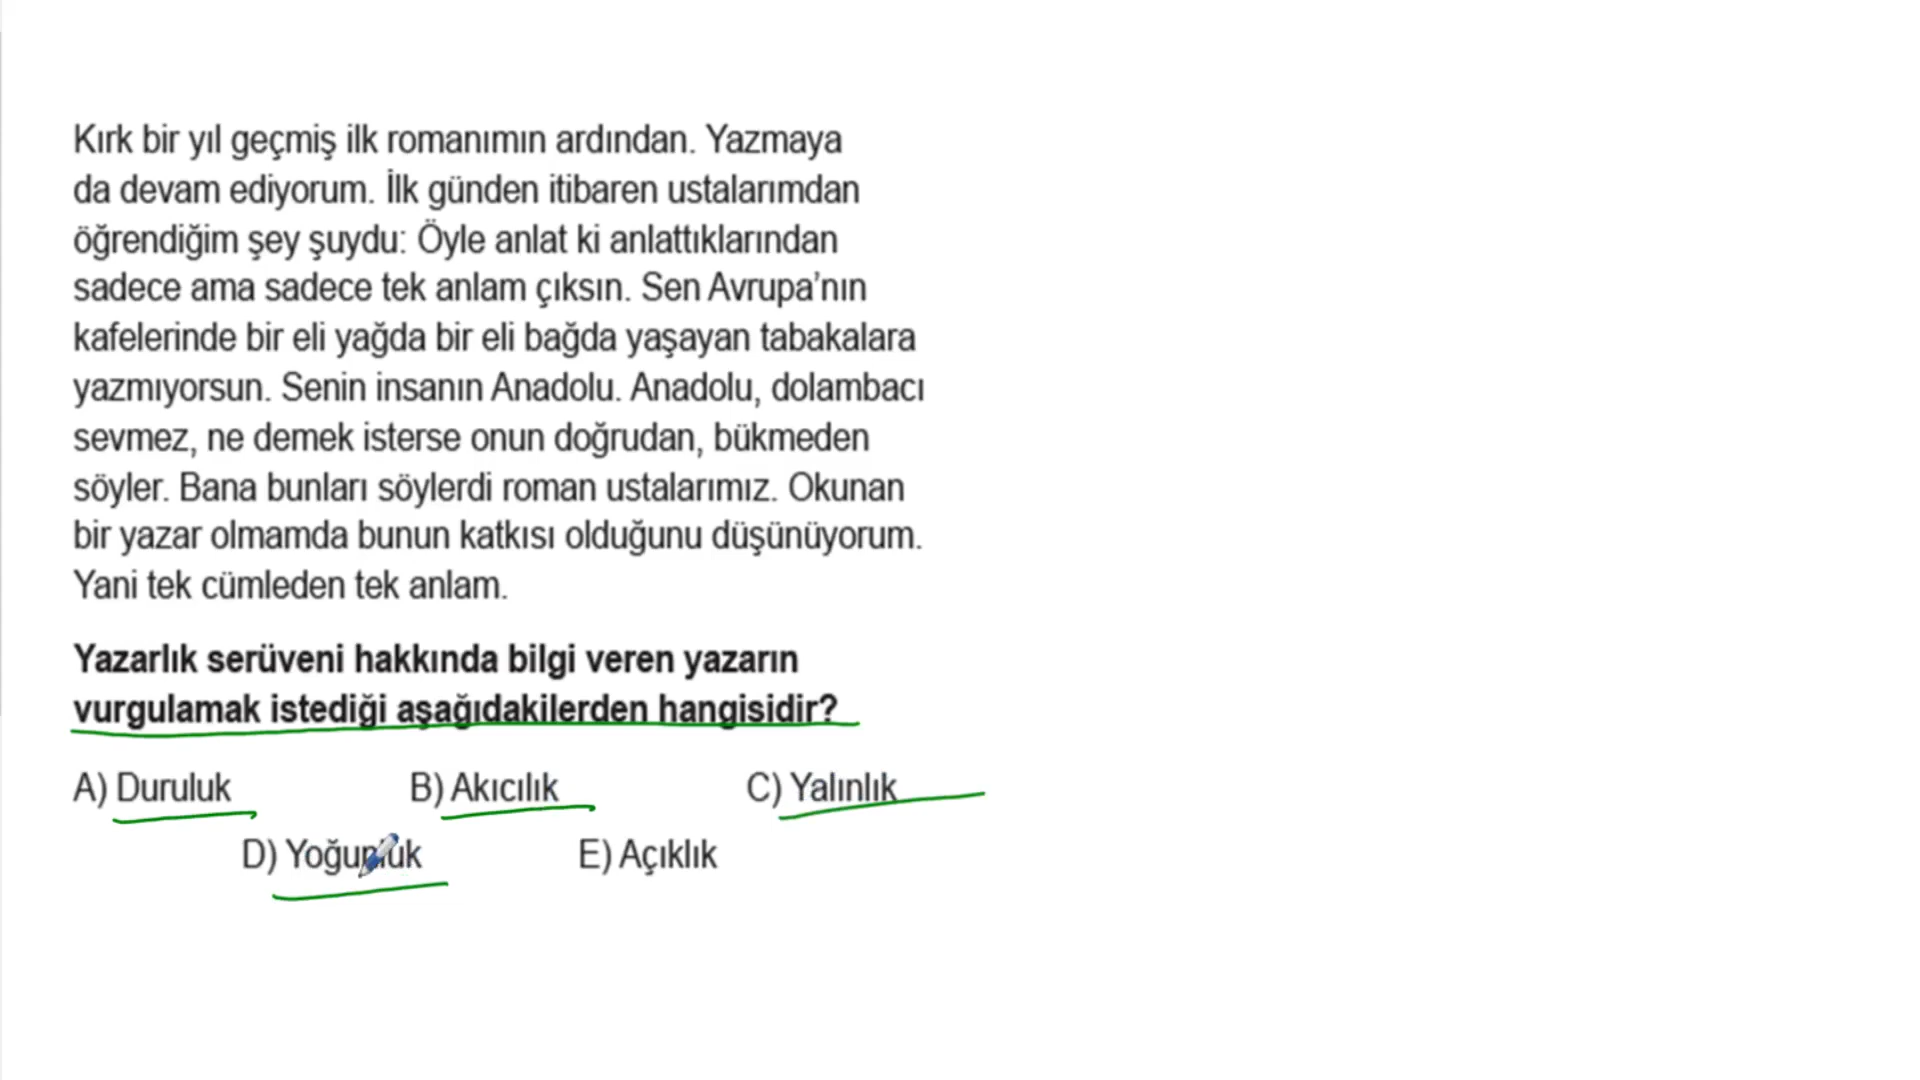 Kırk bir yıl geçmiş ilk romanımın ardından. Yazmaya
da devam ediyorum. İlk günden itibaren ustalarımdan
öğrendiğim şey şuydu: Öyle anlat ki anlattıklarından
sadece ama sadece tek anlam çıksın. Sen Avrupa’nın
kafelerinde bir eli yağda bir eli bağda yaşayan tabakalara
yazmıyorsun. Senin insanın Anadolu. Anadolu, dolambacı
sevmez, ne demek isterse onun doğrudan, bükmeden
söyler. Bana bunları söylerdi roman ustalarımız. Okunan
bir yazar olmamda bunun katkısı olduğunu düşünüyorum.
Yani tek cümleden tek anlam.
Yazarlık serüveni hakkında bilgi veren yazarın
vurgulamak istediği aşağıdakilerden hangisidir?
A) Duruluk B) Akıcılık C) Yalınlık
D) Yoğunluk E) Açıklık